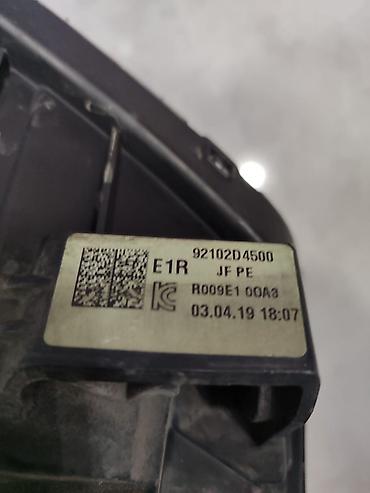 92102D4500
E1R JF PE
R009E1 00A3
03.04.19 18:07